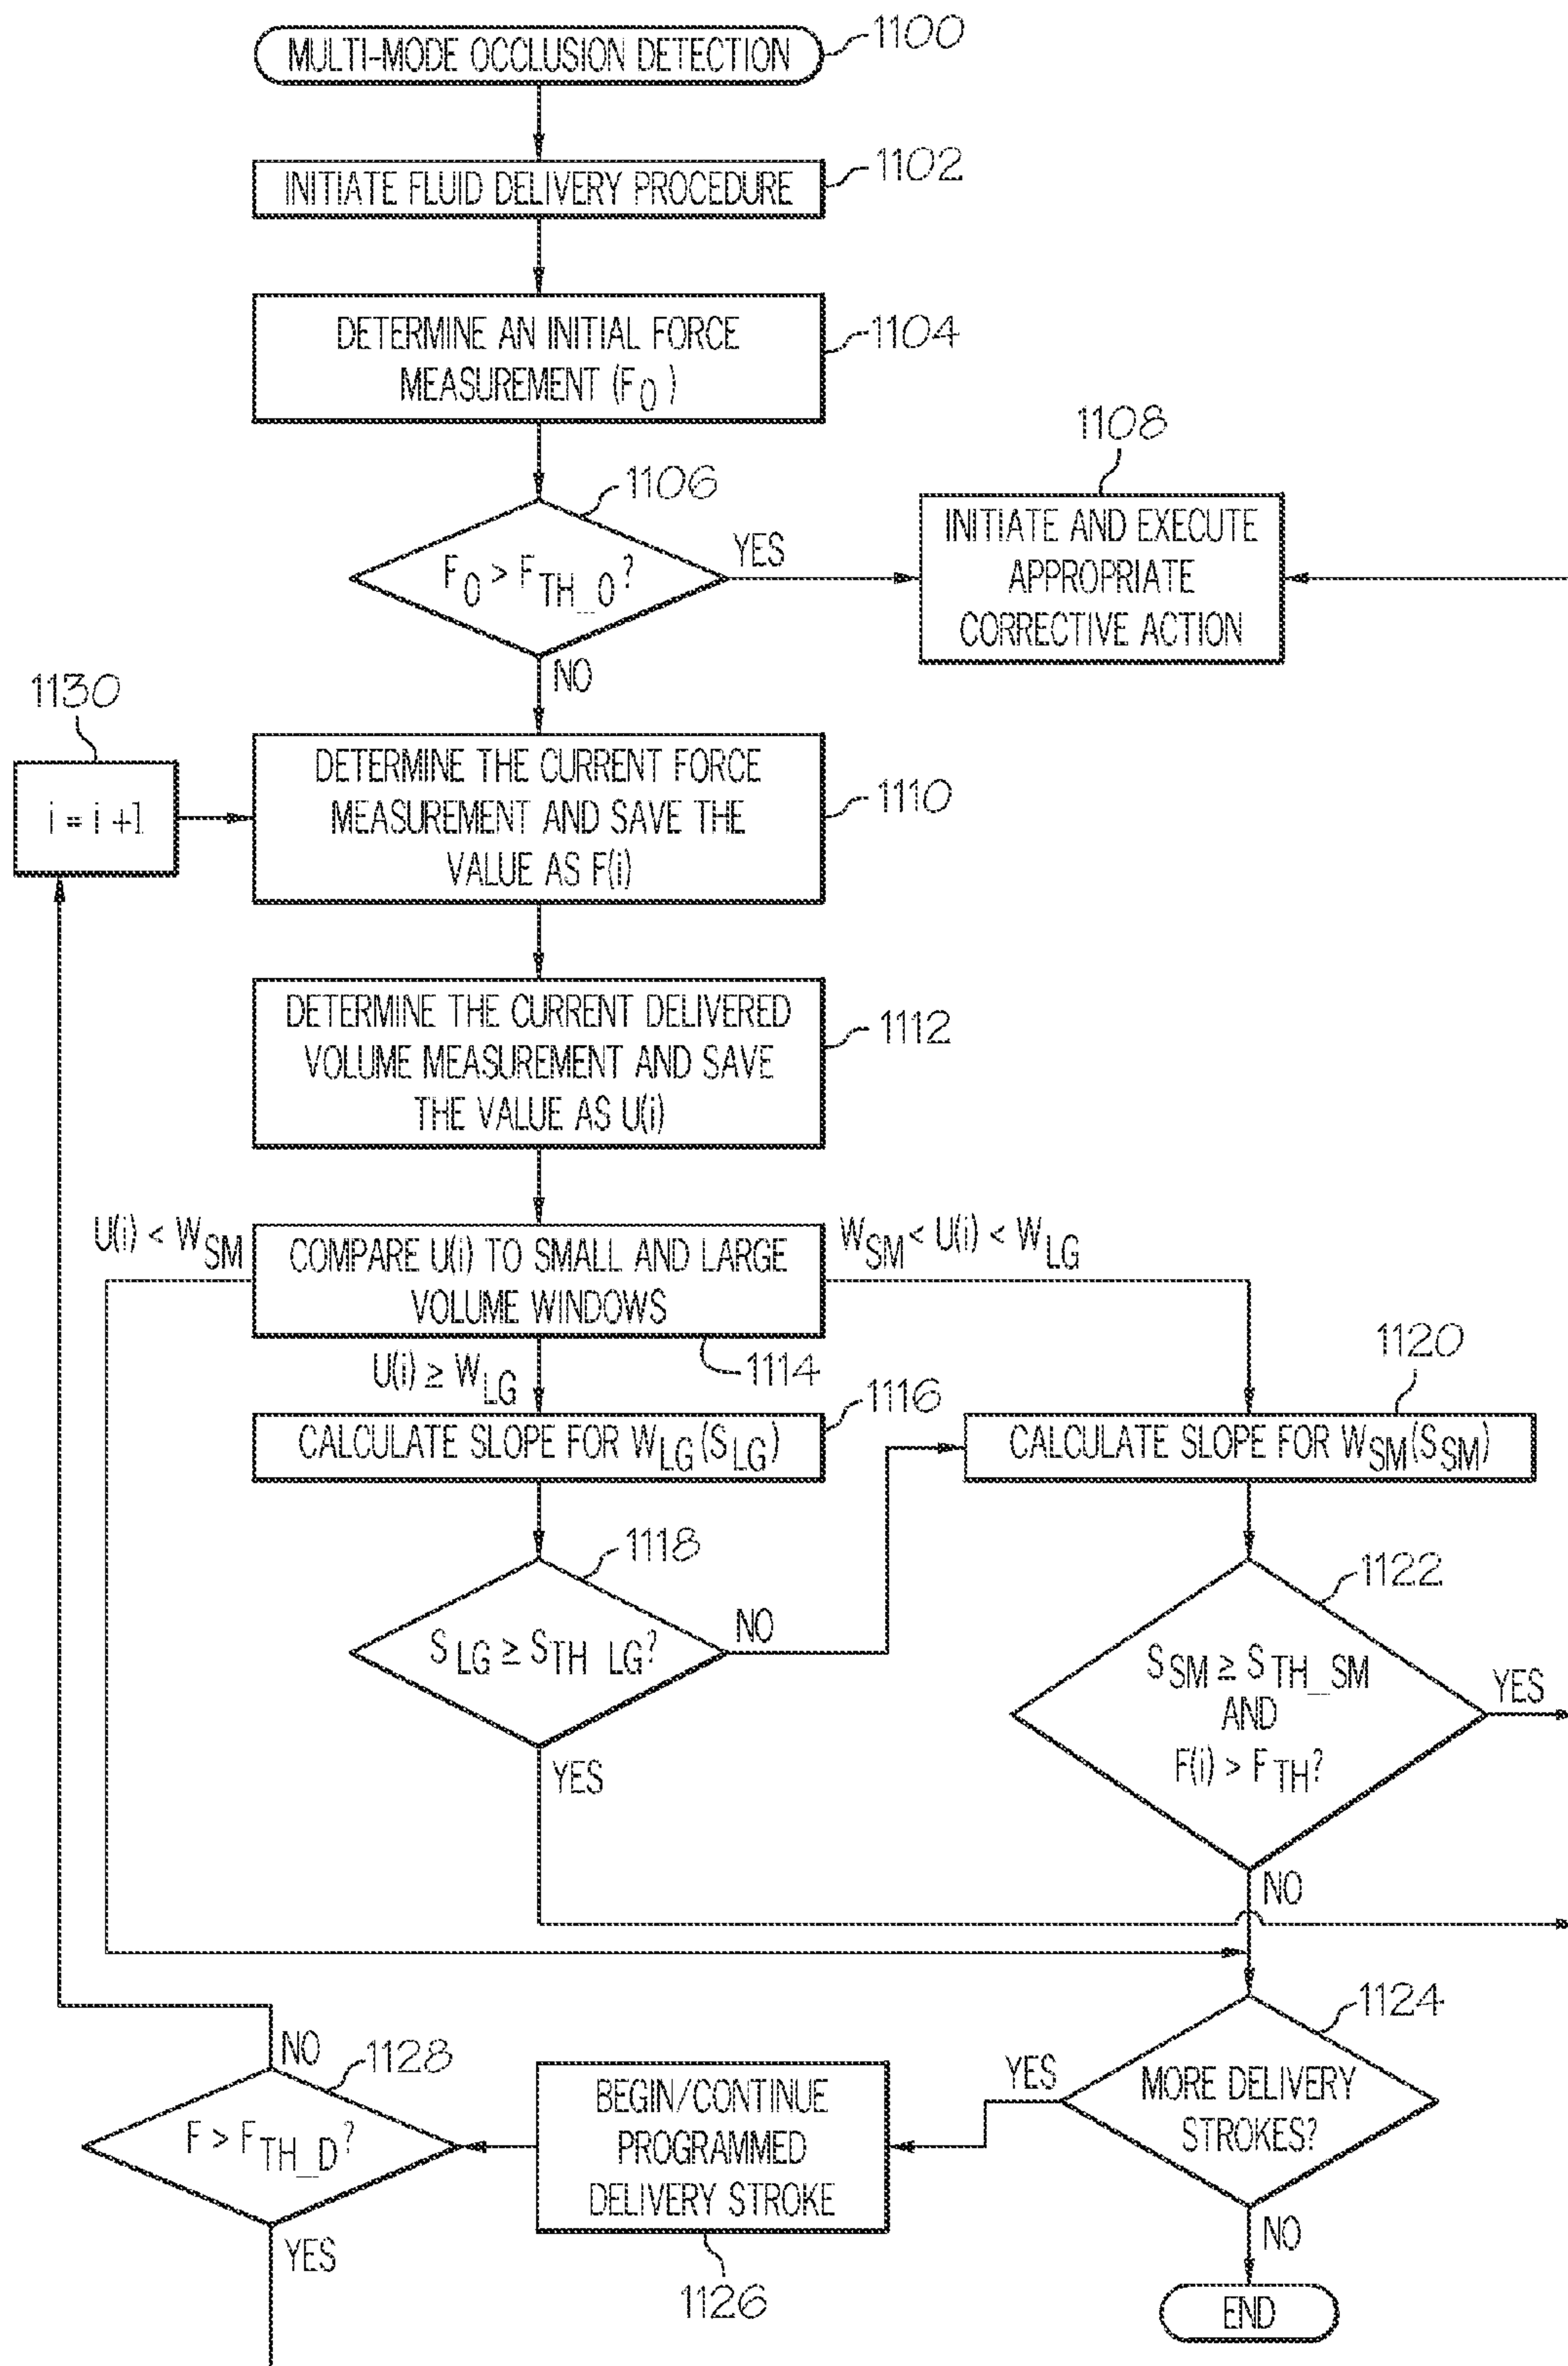 MULTI-MODE OCCLUSION DETECTION
1100
INITIATE FLUID DELIVERY PROCEDURE
1102
DETERMINE AN INITIAL FORCE
MEASUREMENT (F0)
1104
1106
F0 > FTH_0?
YES
NO
1108
INITIATE AND EXECUTE
APPROPRIATE
CORRECTIVE ACTION
1130
i = i +1
DETERMINE THE CURRENT FORCE
MEASUREMENT AND SAVE THE
VALUE AS F(i)
1110
DETERMINE THE CURRENT DELIVERED
VOLUME MEASUREMENT AND SAVE
THE VALUE AS U(i)
1112
U(i) < WSM
COMPARE U(i) TO SMALL AND LARGE
VOLUME WINDOWS
WSM < U(i) < WLG
1114
U(i) ≥ WLG
1116
CALCULATE SLOPE FOR WLG(SLG)
1120
CALCULATE SLOPE FOR WSM(SSM)
1118
SLG ≥ STH_LG?
NO
YES
1122
SSM ≥ STH_SM
AND
F(i) > FTH?
YES
NO
1124
MORE DELIVERY
STROKES?
YES
NO
BEGIN/CONTINUE
PROGRAMMED
DELIVERY STROKE
1126
NO
1128
F > FTH_D?
YES
END